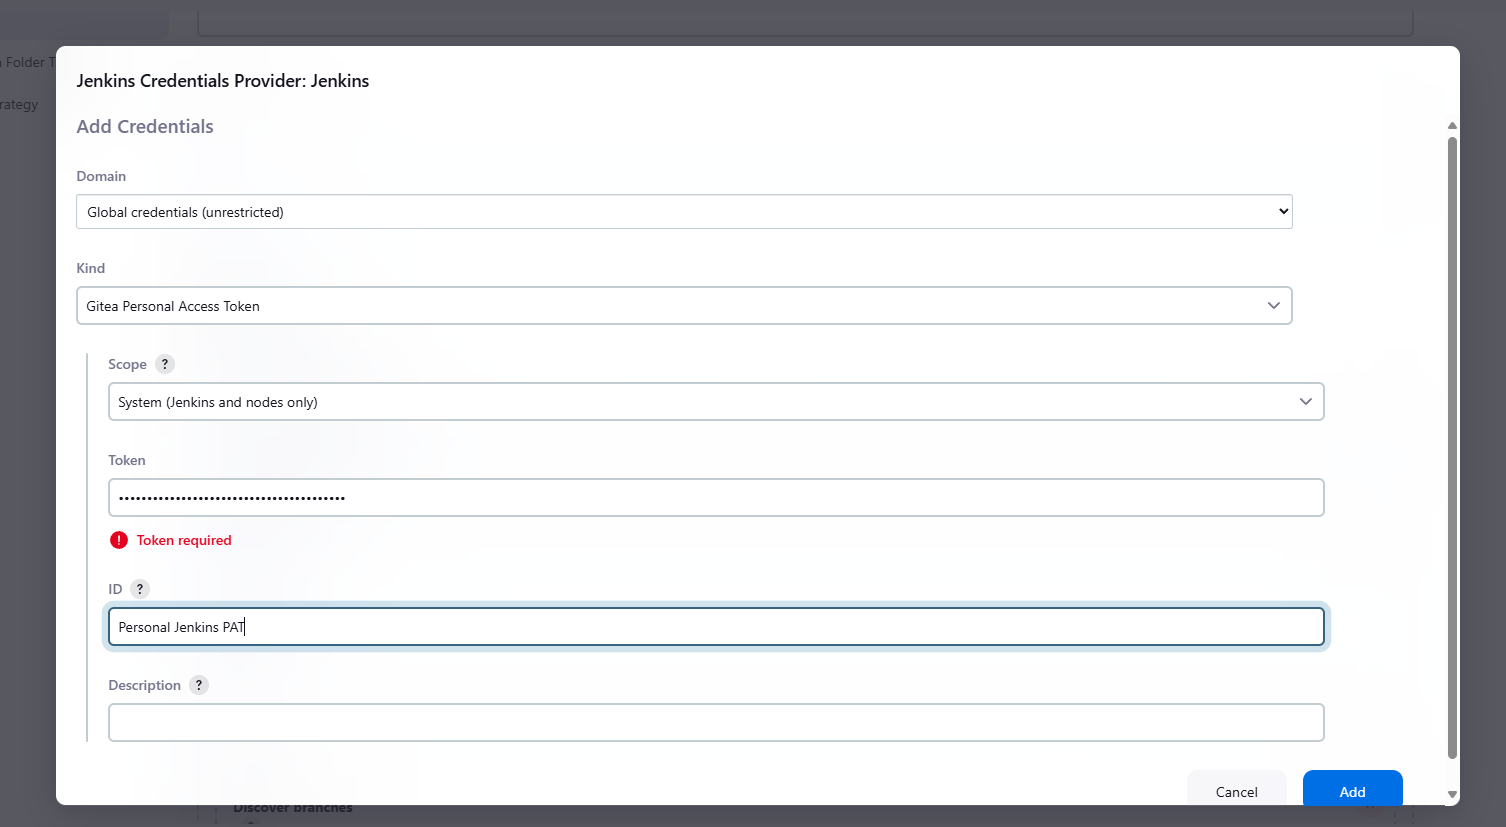 Folder T
rategy
Jenkins Credentials Provider: Jenkins
Add Credentials
Domain
Global credentials (unrestricted)
Kind
Gitea Personal Access Token
Scope ?
System (Jenkins and nodes only)
Token
••••••••••••••••••••••••••••••••••••••••
! Token required
ID ?
Personal Jenkins PAT
Description ?
Cancel
Add
Discover branches